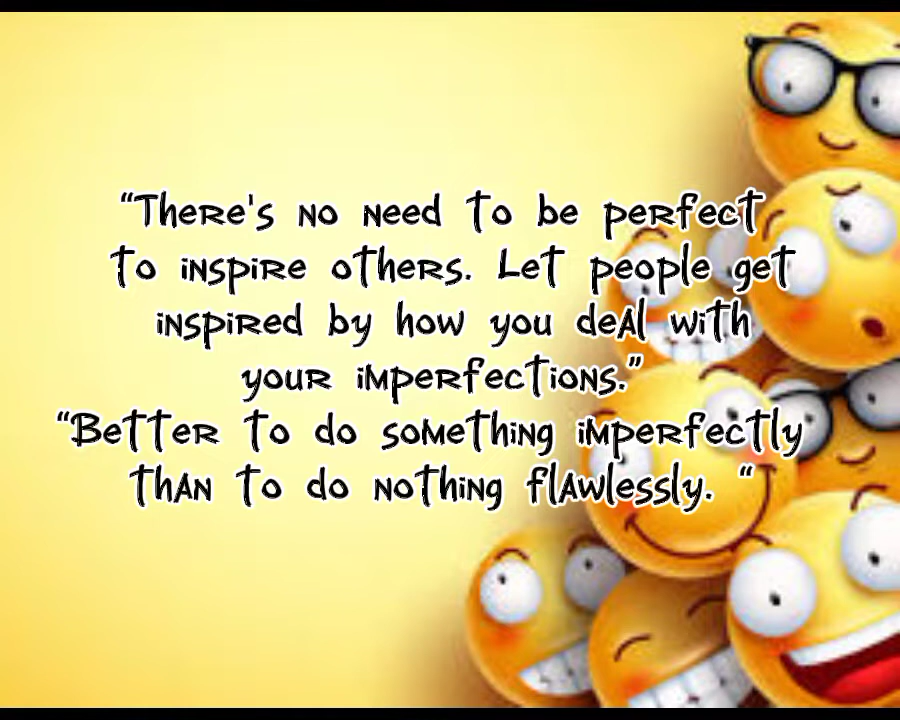 “There's no need to be perfect
to inspire others. Let people get
inspired by how you deal with
your imperfections.”
“Better to do something imperfectly
than to do nothing flawlessly. “